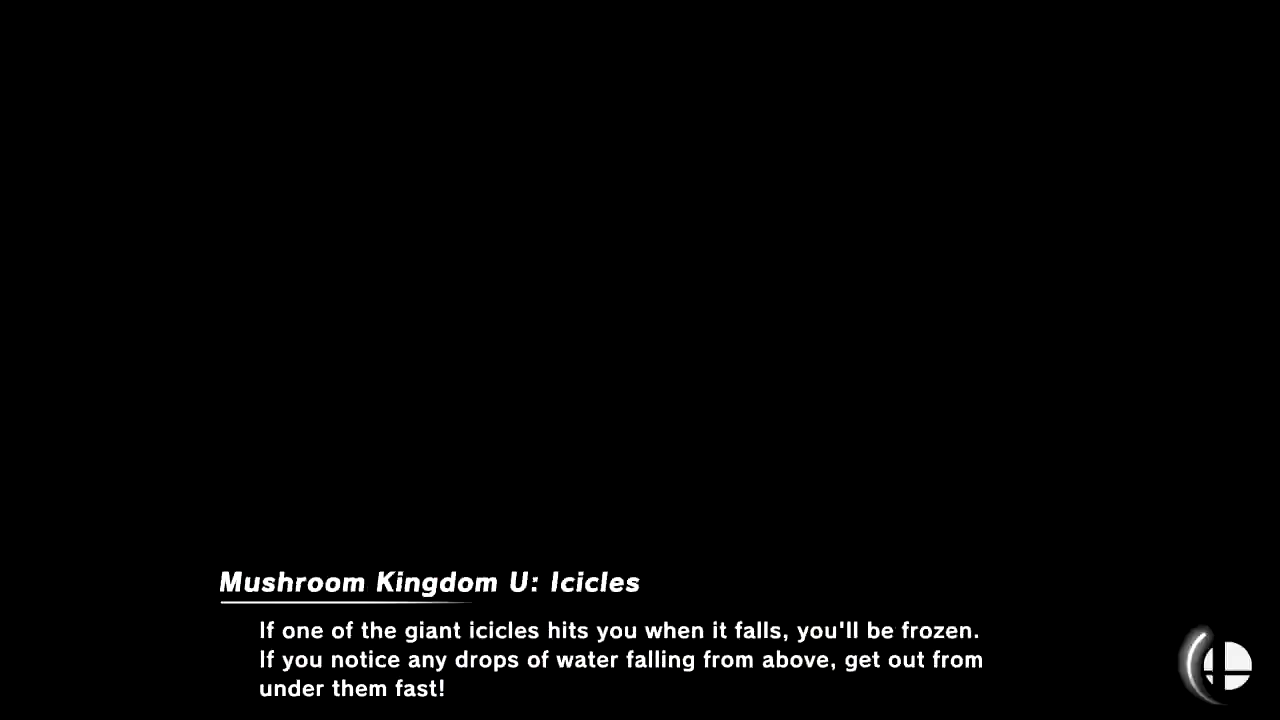 Mushroom Kingdom U: Icicles
If one of the giant icicles hits you when it falls, you'll be frozen.
If you notice any drops of water falling from above, get out from
under them fast!